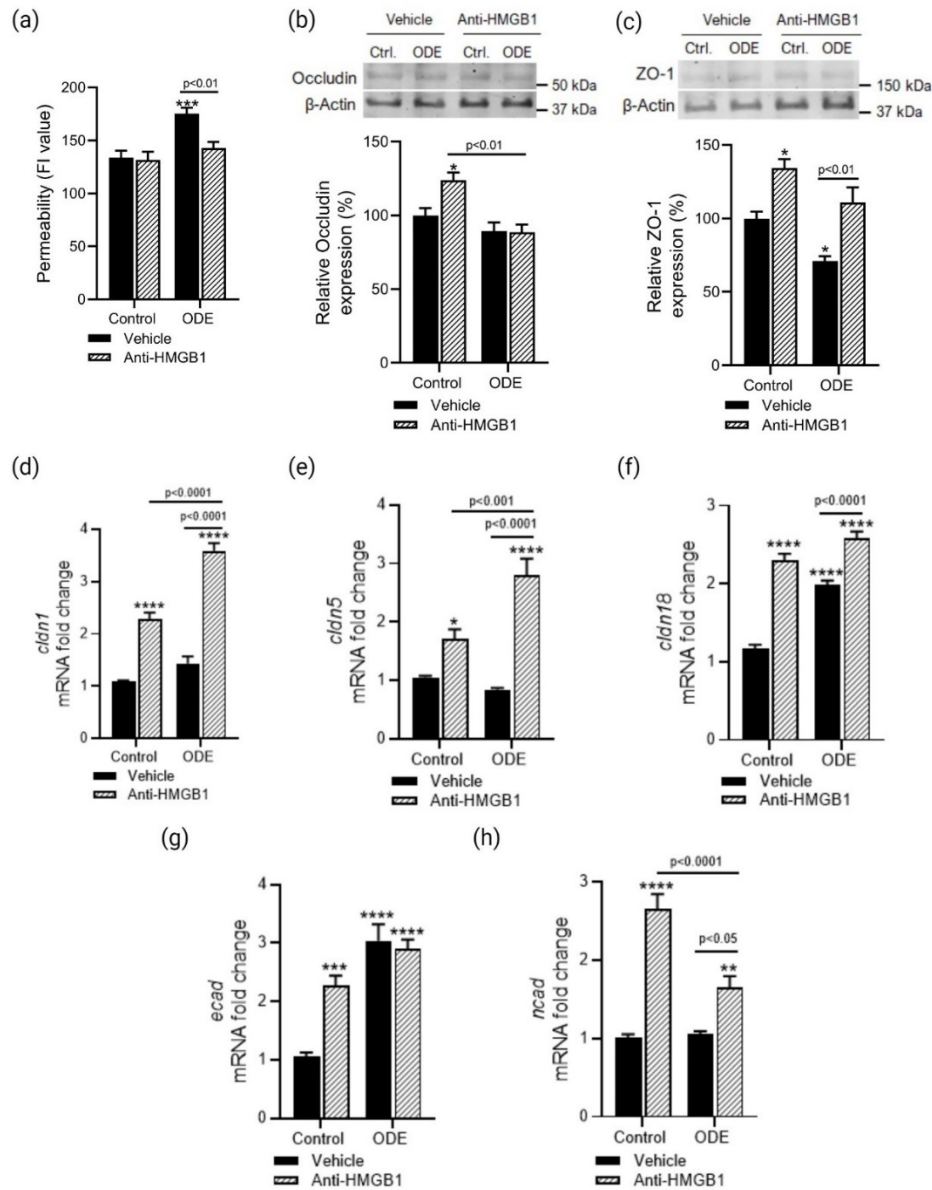 (a)
p<0.01
***
200
150
100
50
0
Permeability (FI value)
Control ODE
Vehicle
Anti-HMGB1
(b)
Vehicle Anti-HMGB1
Ctrl. ODE Ctrl. ODE
Occludin
50 kDa
β-Actin
37 kDa
p<0.01
*
150
100
50
0
Relative Occludin
expression (%)
Control ODE
Vehicle
Anti-HMGB1
(c)
Vehicle Anti-HMGB1
Ctrl. ODE Ctrl. ODE
ZO-1
150 kDa
β-Actin
37 kDa
150
100
50
0
*
p<0.01
*
Relative ZO-1
expression (%)
Control ODE
Vehicle
Anti-HMGB1
(d)
p<0.0001
p<0.0001
****
****
4
3
2
1
0
cldn1
mRNA fold change
Control ODE
Vehicle
Anti-HMGB1
(e)
p<0.001
p<0.0001
****
*
4
3
2
1
0
cldn5
mRNA fold change
Control ODE
Vehicle
Anti-HMGB1
(f)
p<0.0001
****
****
****
3
2
1
0
cldn18
mRNA fold change
Control ODE
Vehicle
Anti-HMGB1
(g)
****
****
***
4
3
2
1
0
ecad
mRNA fold change
Control ODE
Vehicle
Anti-HMGB1
(h)
p<0.0001
****
p<0.05
**
3
2
1
0
ncad
mRNA fold change
Control ODE
Vehicle
Anti-HMGB1